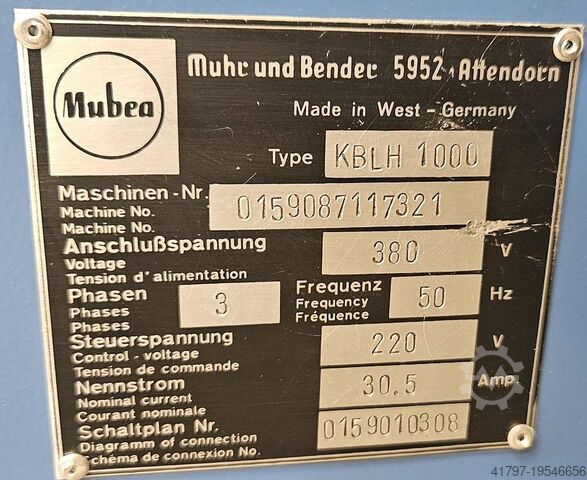 Mubea
Muhr und Bender 5952 Attendorn
Made in West - Germany
Type KBLH 1000
Maschinen - Nr. 0159087117321
Machine No.
Machine No.
Anschlußspannung 380 V
Voltage
Tension d'alimentation
Phasen 3 Frequenz 50 Hz
Phases Frequency
Phases Fréquence
Steuerspannung 220 V
Control - voltage
Tension de commande
Nennstrom 30.5 Amp.
Nominal current
Courant nominale
Schaltplan Nr. 0159010308
Diagramm of connection
Schéma de connexion No.
41797-19546656